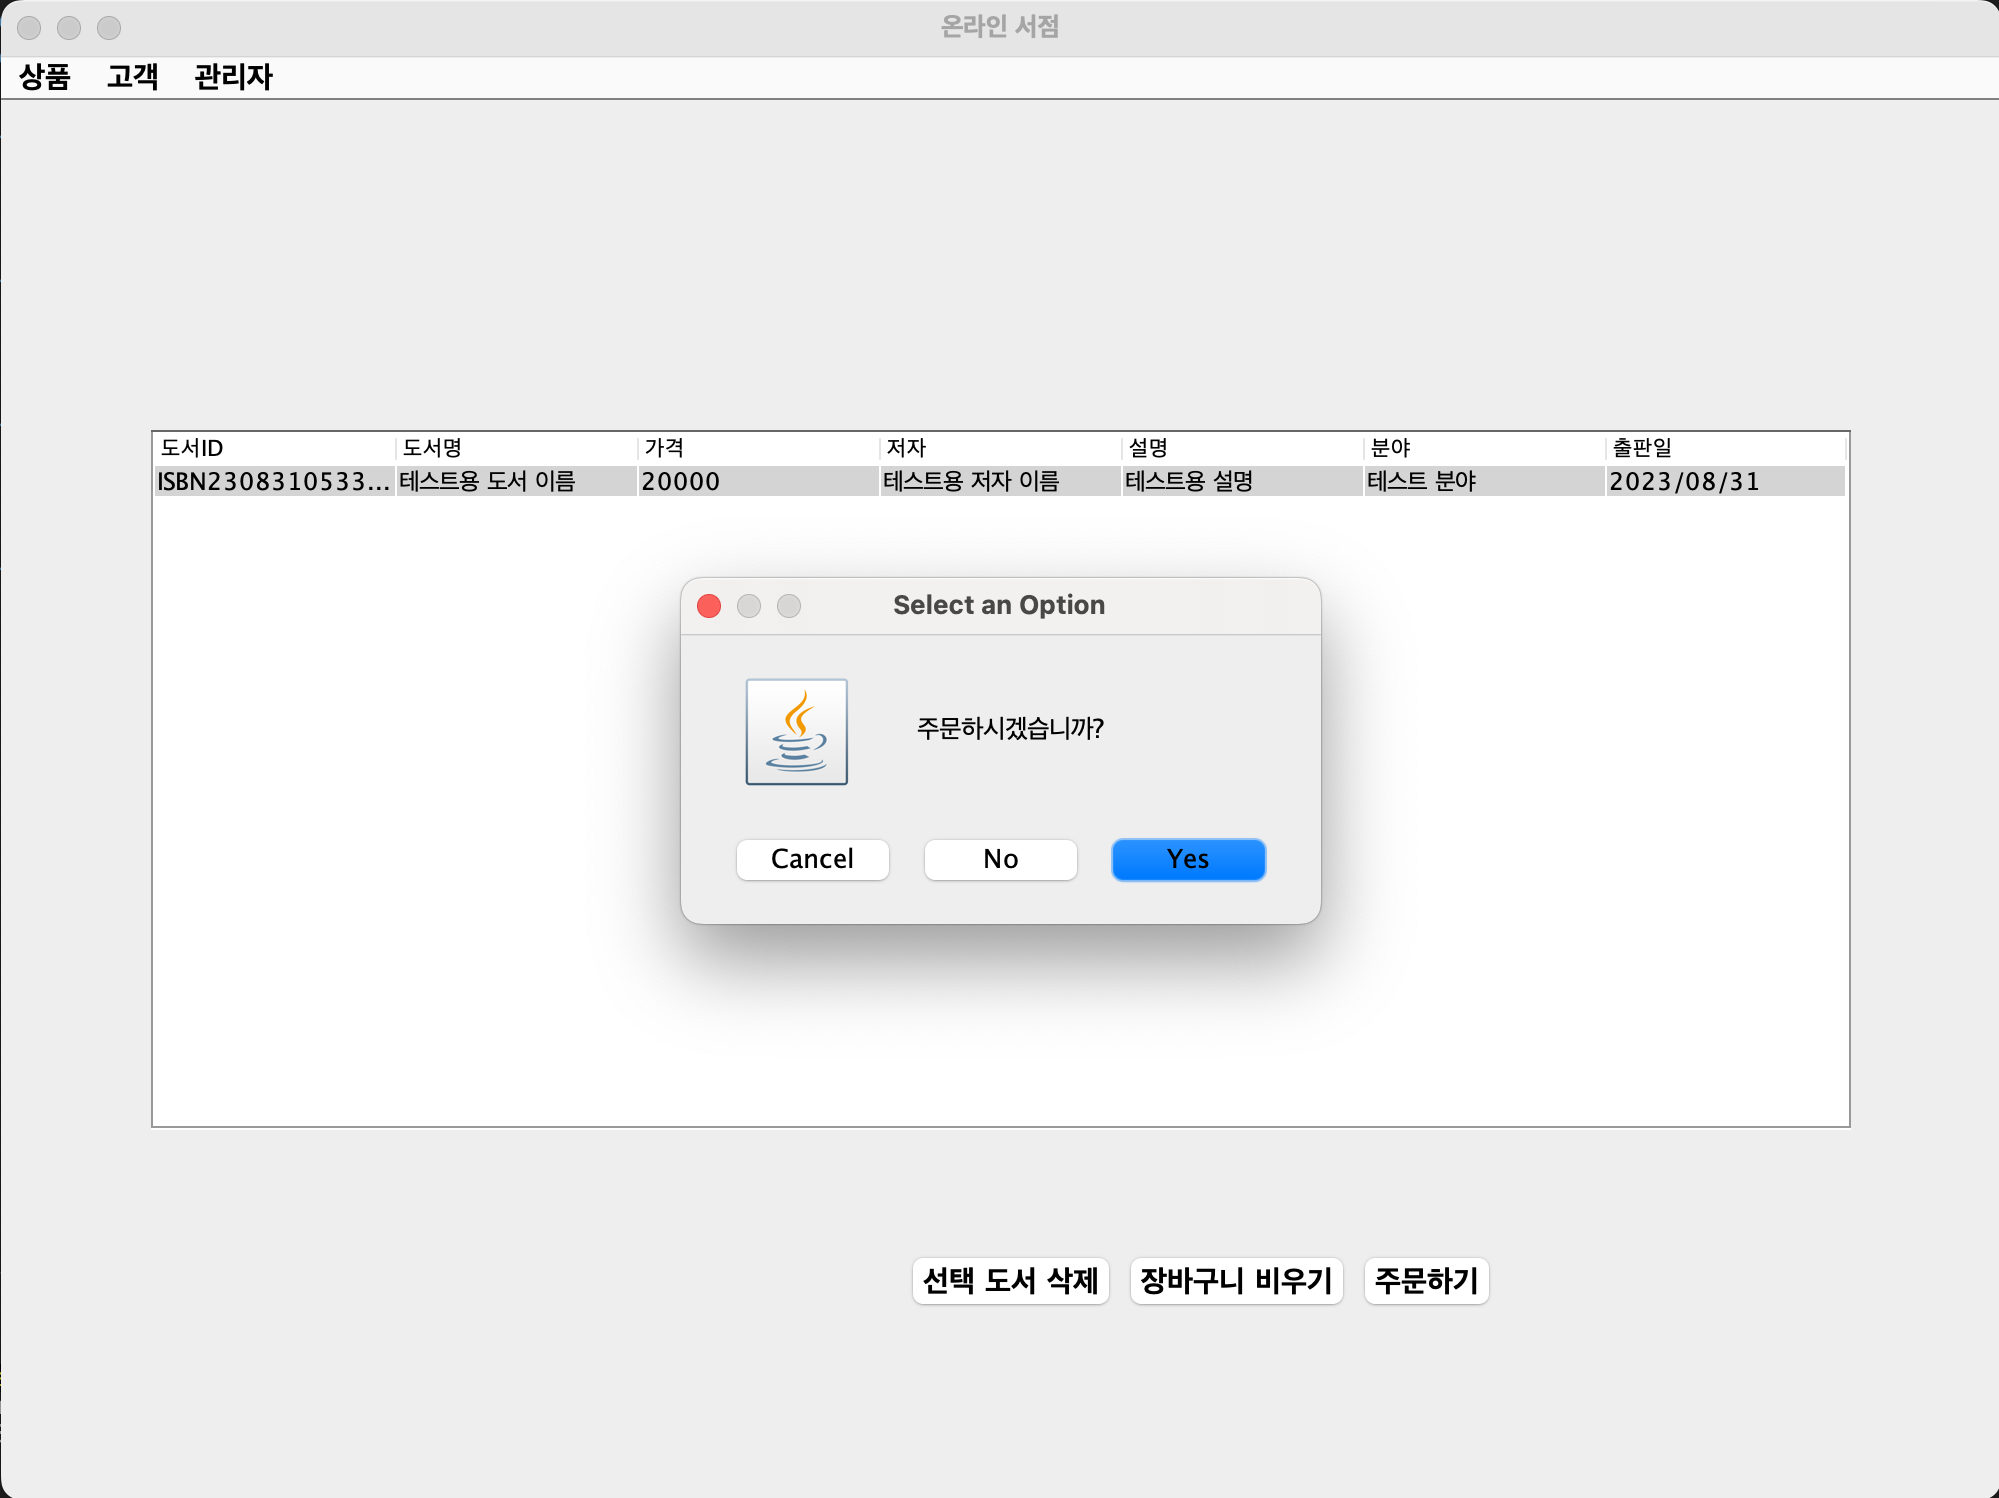 온라인 서점
상품 고객 관리자
도서ID 도서명 가격 저자 설명 분야 출판일
ISBN2308310533... 테스트용 도서 이름 20000 테스트용 저자 이름 테스트용 설명 테스트 분야 2023/08/31
Select an Option
주문하시겠습니까?
Cancel No Yes
선택 도서 삭제 장바구니 비우기 주문하기